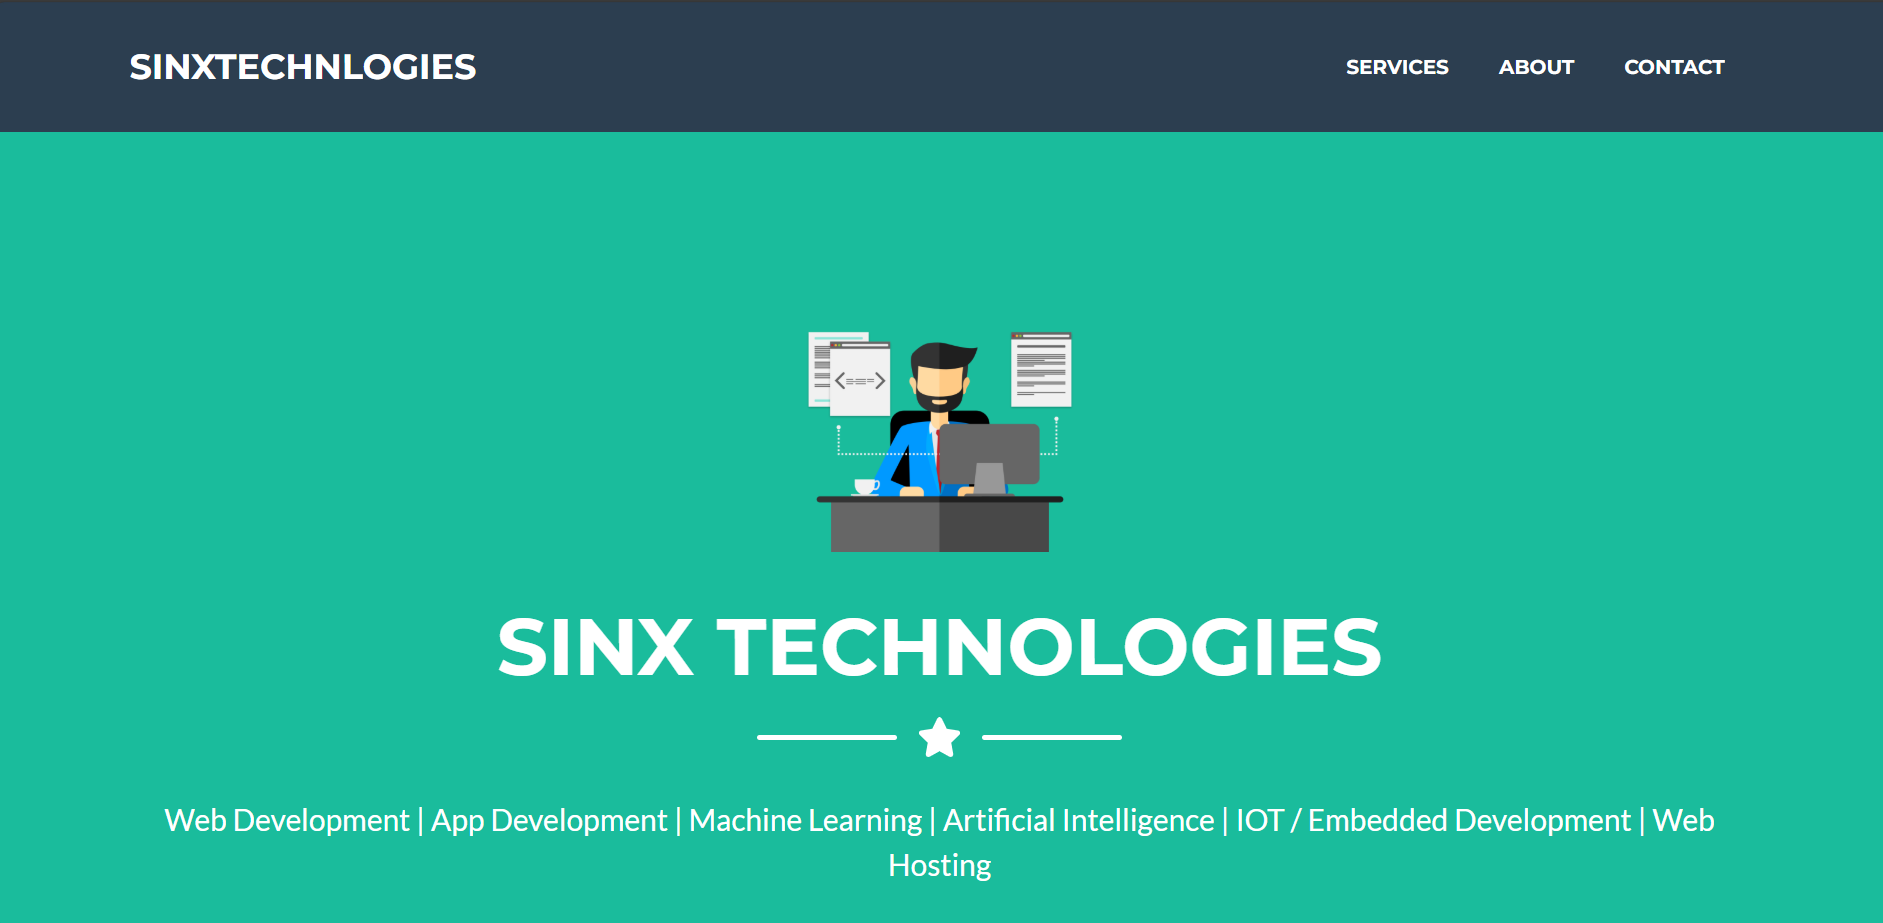 SINXTECHNLOGIES
SERVICES ABOUT CONTACT
SINX TECHNOLOGIES
Web Development | App Development | Machine Learning | Artificial Intelligence | IOT / Embedded Development | Web
Hosting